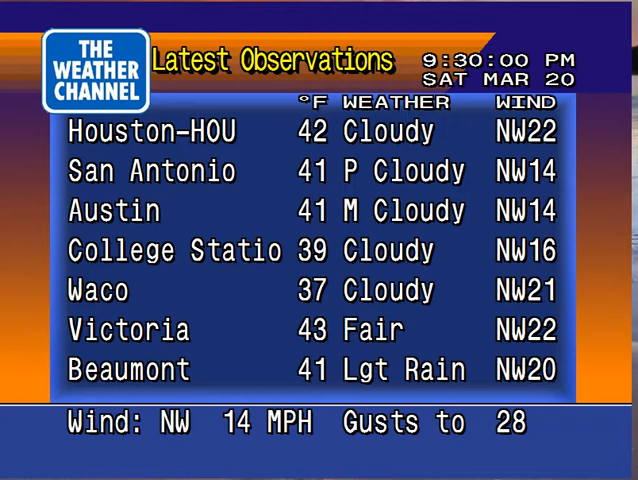 THE
WEATHER
CHANNEL
Latest Observations
9:30:00 PM
SAT MAR 20
°F WEATHER WIND
Houston-HOU 42 Cloudy NW22
San Antonio 41 P Cloudy NW14
Austin 41 M Cloudy NW14
College Statio 39 Cloudy NW16
Waco 37 Cloudy NW21
Victoria 43 Fair NW22
Beaumont 41 Lgt Rain NW20
Wind: NW 14 MPH Gusts to 28